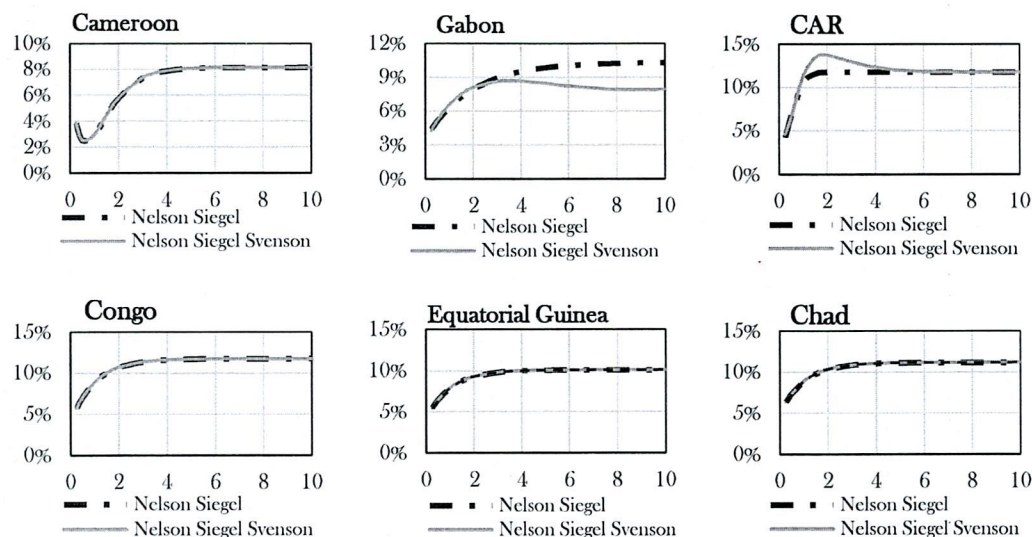 Cameroon
10%
8%
6%
4%
2%
0%
0 2 4 6 8 10
Nelson Siegel
Nelson Siegel Svenson
Gabon
12%
9%
6%
3%
0%
0 2 4 6 8 10
Nelson Siegel
Nelson Siegel Svenson
CAR
15%
10%
5%
0%
0 2 4 6 8 10
Nelson Siegel
Nelson Siegel Svenson
Congo
15%
10%
5%
0%
0 2 4 6 8 10
Nelson Siegel
Nelson Siegel Svenson
Equatorial Guinea
15%
10%
5%
0%
0 2 4 6 8 10
Nelson Siegel
Nelson Siegel Svenson
Chad
15%
10%
5%
0%
0 2 4 6 8 10
Nelson Siegel
Nelson Siegel Svenson